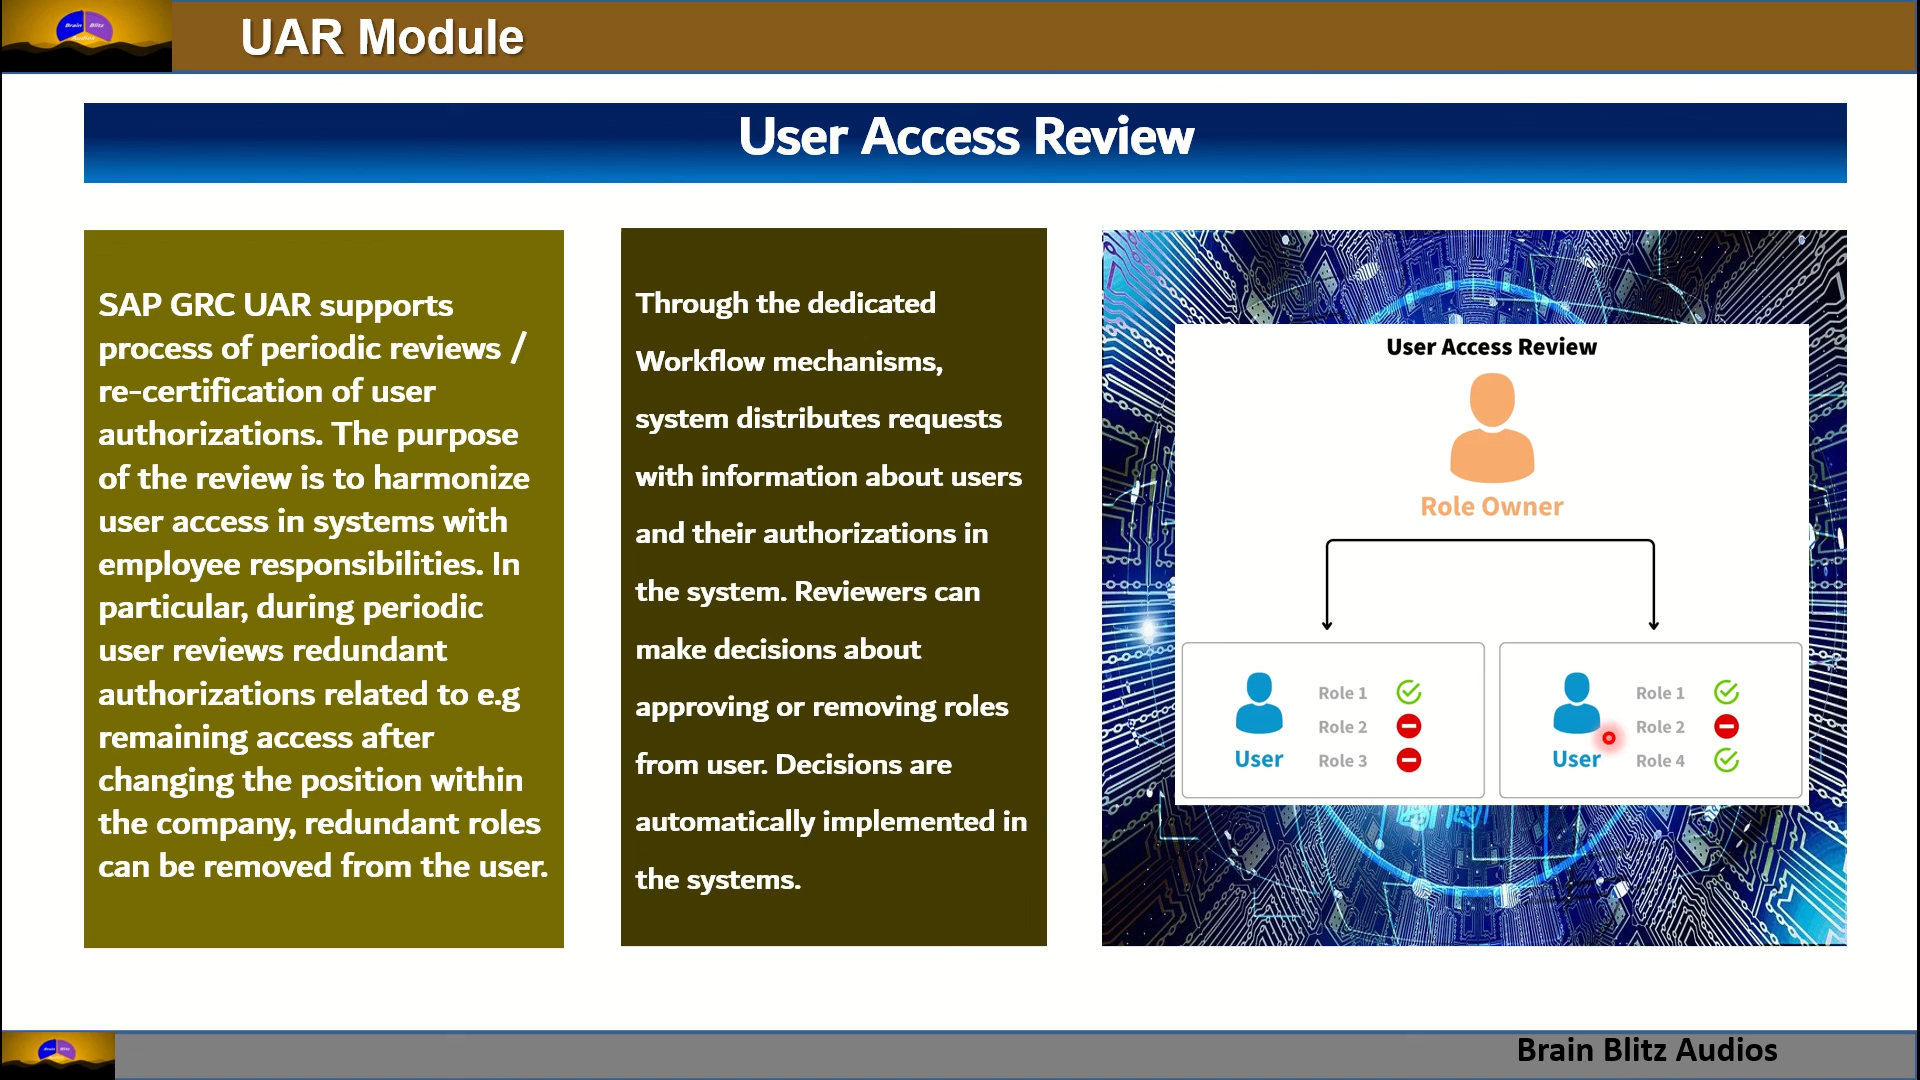 Brain Blitz
Audios
UAR Module
User Access Review
SAP GRC UAR supports
process of periodic reviews /
re-certification of user
authorizations. The purpose
of the review is to harmonize
user access in systems with
employee responsibilities. In
particular, during periodic
user reviews redundant
authorizations related to e.g
remaining access after
changing the position within
the company, redundant roles
can be removed from the user.
Through the dedicated
Workflow mechanisms,
system distributes requests
with information about users
and their authorizations in
the system. Reviewers can
make decisions about
approving or removing roles
from user. Decisions are
automatically implemented in
the systems.
User Access Review
Role Owner
Role 1
Role 2
Role 3
User
Role 1
Role 2
Role 4
User
Brain Blitz
Brain Blitz Audios